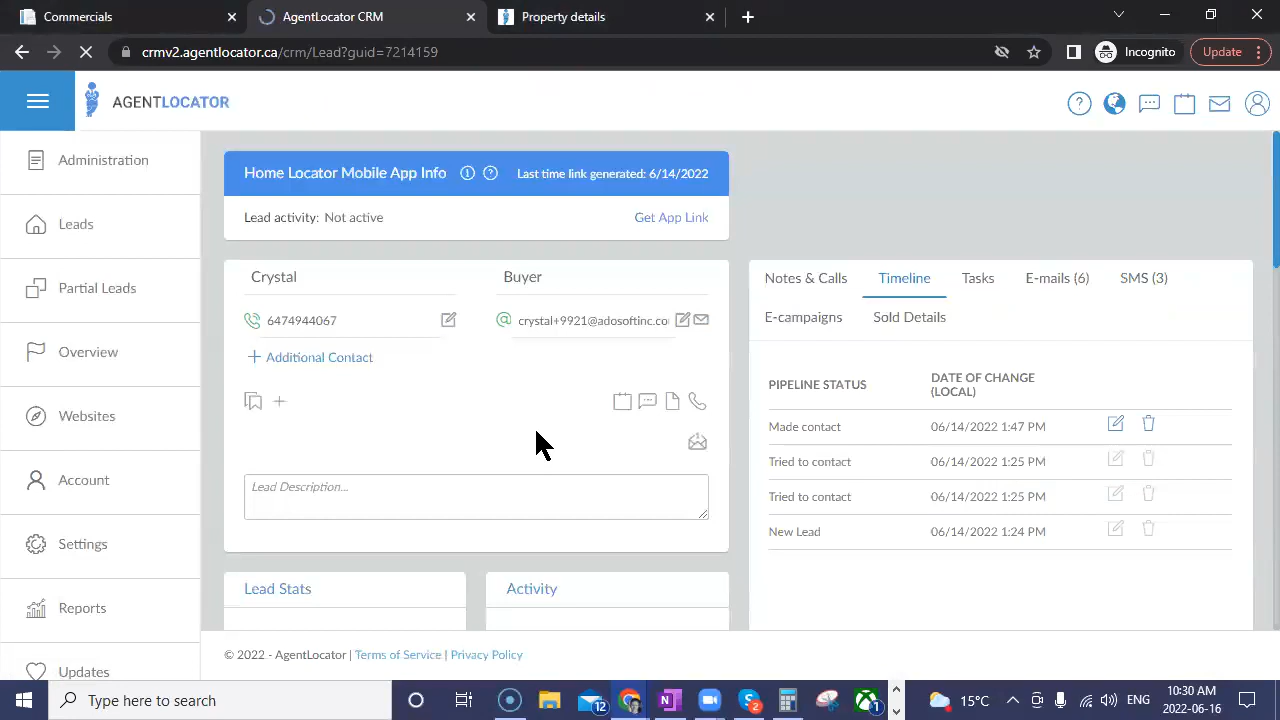 Commercials
AgentLocator CRM
Property details
crmv2.agentlocator.ca/crm/Lead?guid=7214159
Incognito
Update
AGENTLOCATOR
Administration
Leads
Partial Leads
Overview
Websites
Account
Settings
Reports
Updates
Home Locator Mobile App Info
Last time link generated: 6/14/2022
Lead activity: Not active
Get App Link
Crystal
Buyer
6474944067
crystal+9921@adosoftinc.co
+ Additional Contact
Lead Description...
Lead Stats
Activity
Notes & Calls
Timeline
Tasks
E-mails (6)
SMS (3)
E-campaigns
Sold Details
PIPELINE STATUS
DATE OF CHANGE
(LOCAL)
Made contact 06/14/2022 1:47 PM
Tried to contact 06/14/2022 1:25 PM
Tried to contact 06/14/2022 1:25 PM
New Lead 06/14/2022 1:24 PM
© 2022 - AgentLocator | Terms of Service | Privacy Policy
Type here to search
12
2
1
15°C
ENG
10:30 AM
2022-06-16